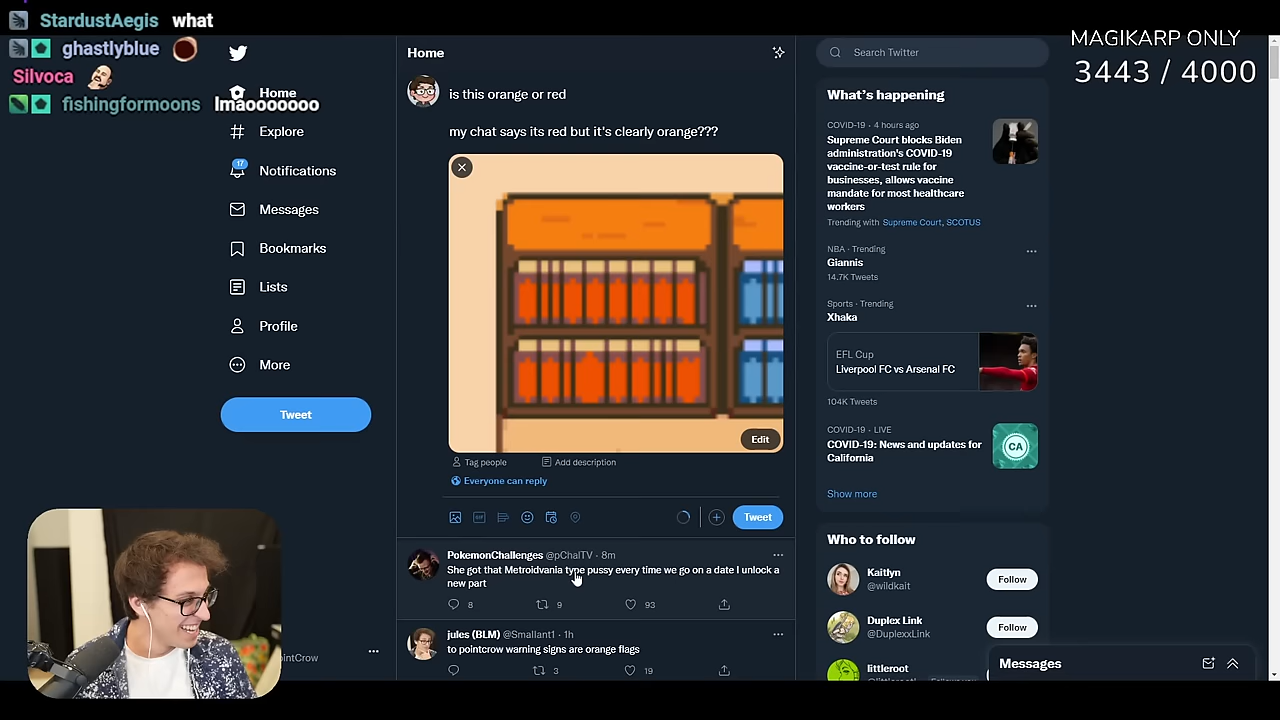 StardustAegis what
ghastlyblue
Silvoca
fishingformoons lmaooooooo
MAGIKARP ONLY
3443 / 4000
Home
Explore
17
Notifications
Messages
Bookmarks
Lists
Profile
More
Tweet
Home
is this orange or red
my chat says its red but it's clearly orange???
Edit
Tag people
Add description
Everyone can reply
GIF
Tweet
PokemonChallenges @pChalTV · 8m
She got that Metroidvania type pussy every time we go on a date I unlock a
new part
8
9
93
jules (BLM) @Smallant1 · 1h
to pointcrow warning signs are orange flags
3
19
Search Twitter
What's happening
COVID-19 · 4 hours ago
Supreme Court blocks Biden
administration's COVID-19
vaccine-or-test rule for
businesses, allows vaccine
mandate for most healthcare
workers
Trending with Supreme Court, SCOTUS
NBA · Trending
Giannis
14.7K Tweets
Sports · Trending
Xhaka
EFL Cup
Liverpool FC vs Arsenal FC
104K Tweets
COVID-19 · LIVE
COVID-19: News and updates for
California
CA
Show more
Who to follow
Kaitlyn
@wildkait
Follow
Duplex Link
@DuplexxLink
Follow
littleroot
Messages
ointCrow